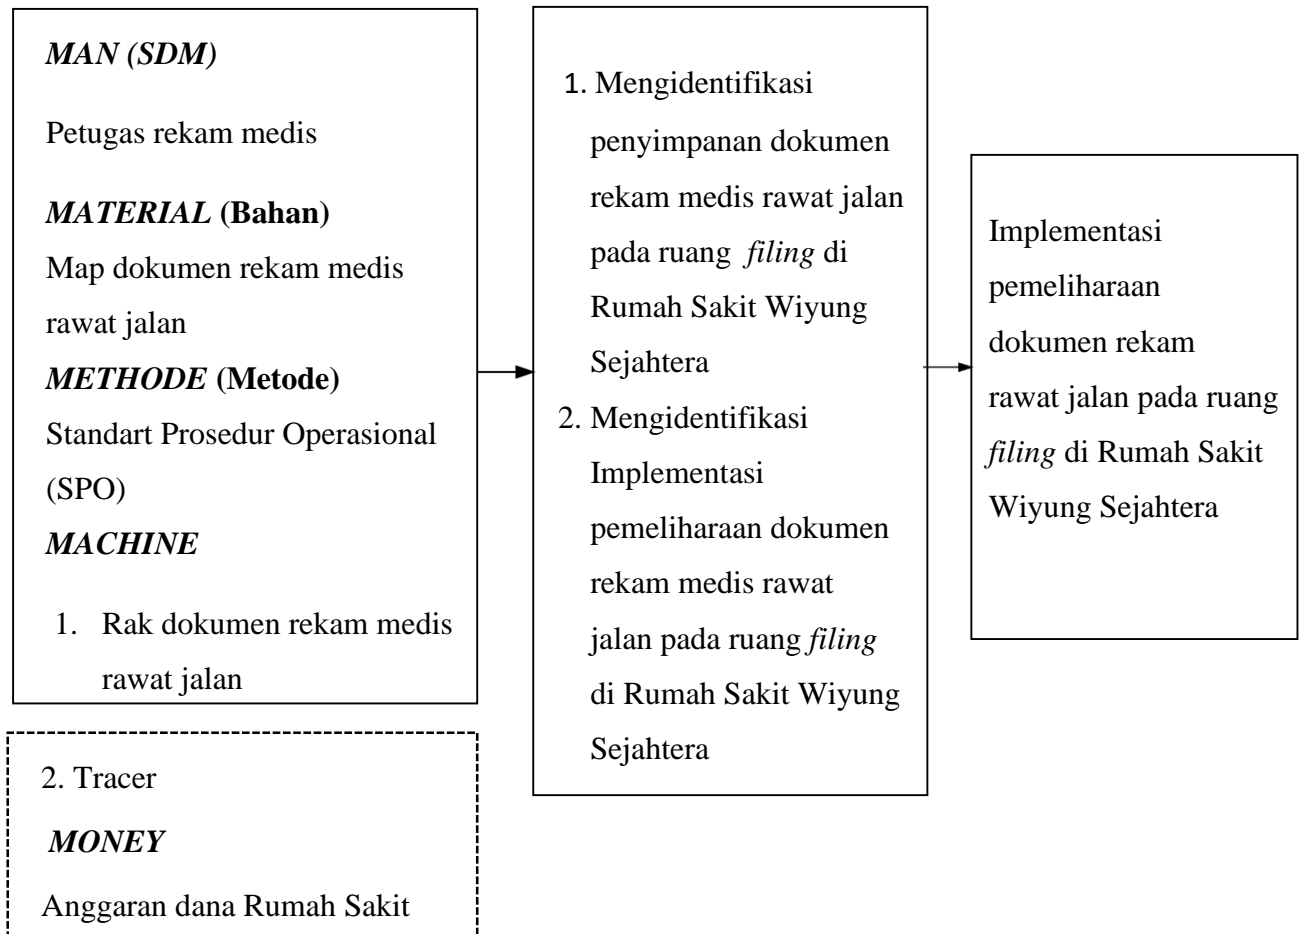 MAN (SDM)
Petugas rekam medis
MATERIAL (Bahan)
Map dokumen rekam medis
rawat jalan
METHODE (Metode)
Standart Prosedur Operasional
(SPO)
MACHINE
1. Rak dokumen rekam medis
rawat jalan
2. Tracer
MONEY
Anggaran dana Rumah Sakit
1. Mengidentifikasi
penyimpanan dokumen
rekam medis rawat jalan
pada ruang filing di
Rumah Sakit Wiyung
Sejahtera
2. Mengidentifikasi
Implementasi
pemeliharaan dokumen
rekam medis rawat
jalan pada ruang filing
di Rumah Sakit Wiyung
Sejahtera
Implementasi
pemeliharaan
dokumen rekam
rawat jalan pada ruang
filing di Rumah Sakit
Wiyung Sejahtera